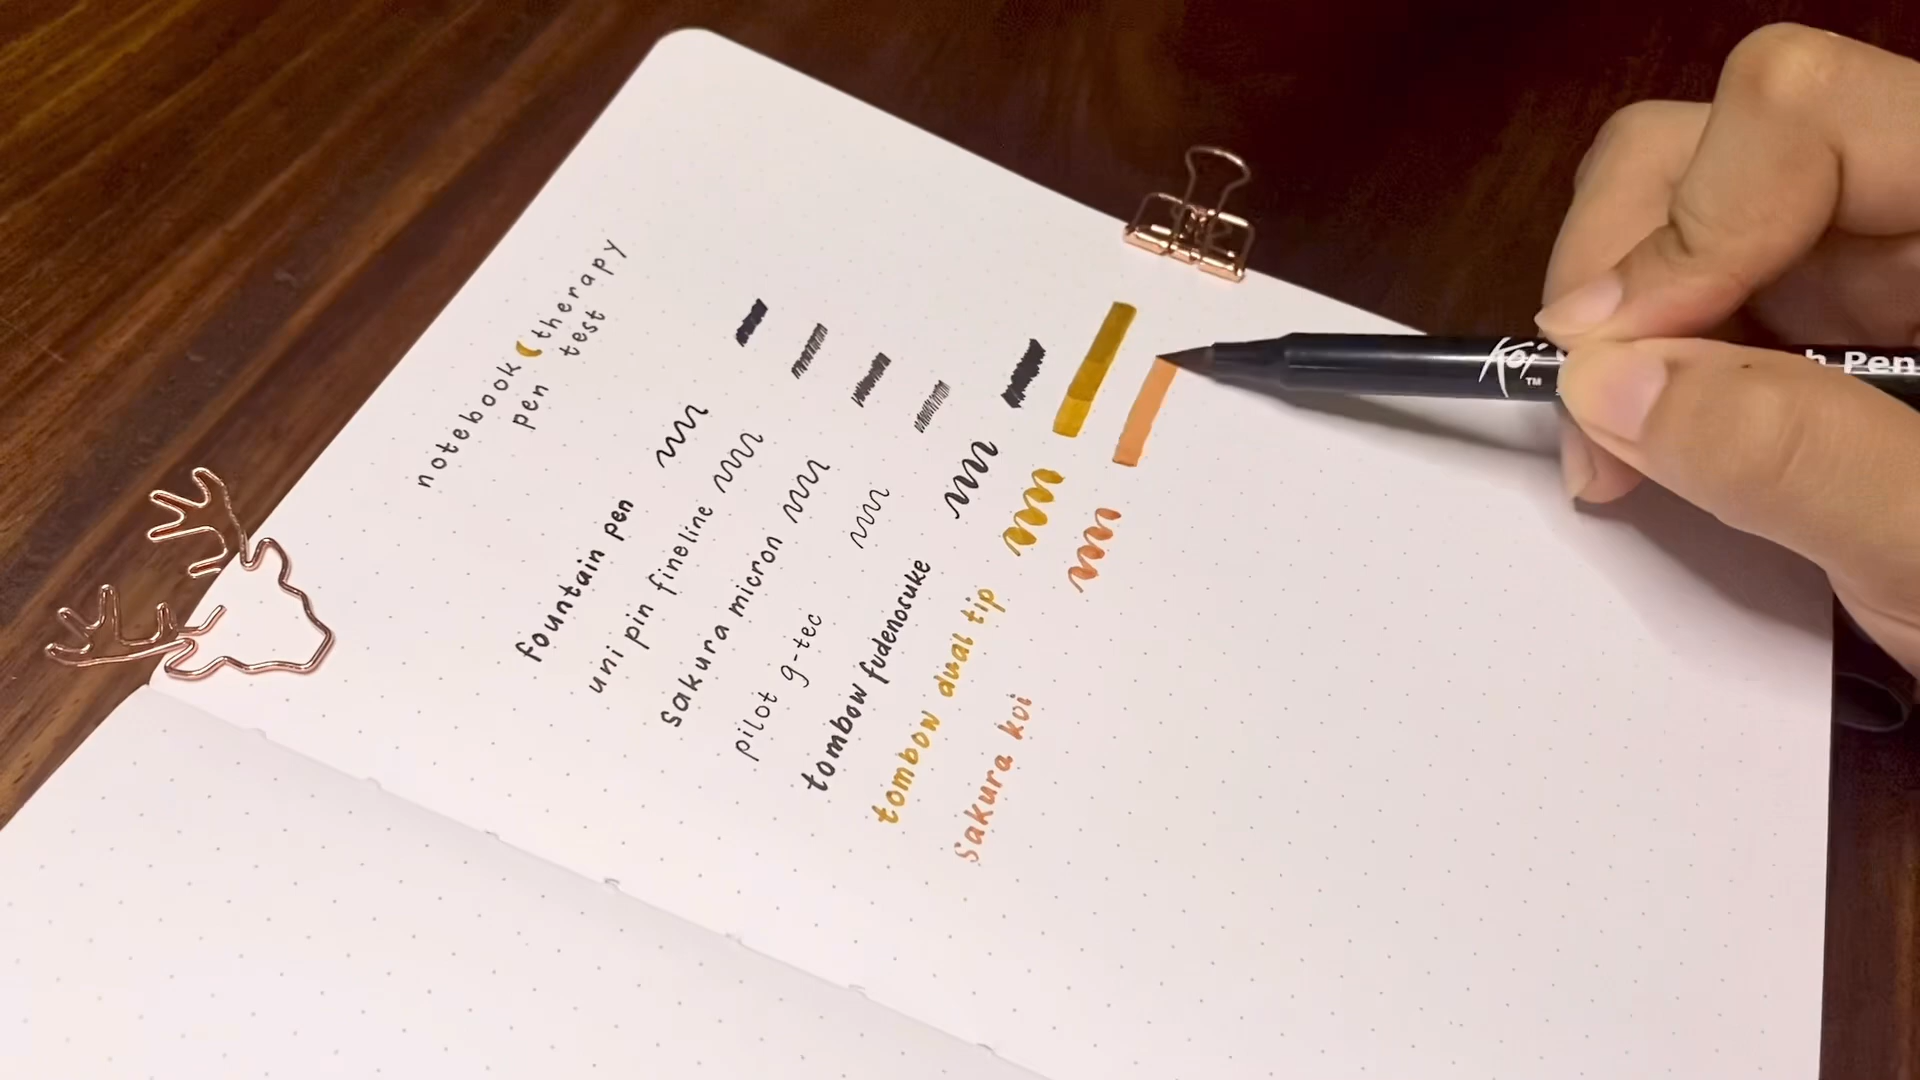 notebook therapy
pen test
fountain pen
uni pin fineline
sakura micron
pilot g-tec
tombow fudenosuke
tombow dual tip
sakura koi
Koi ™ Pen